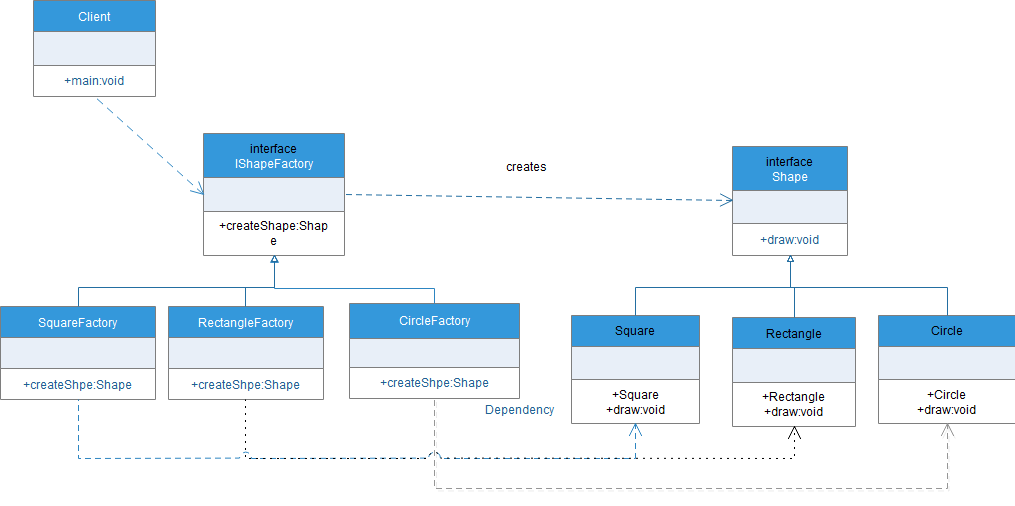 Client
+main:void
interface
IShapeFactory
+createShape:Shap
e
creates
interface
Shape
+draw:void
SquareFactory
+createShpe:Shape
RectangleFactory
+createShpe:Shape
CircleFactory
+createShpe:Shape
Dependency
Square
+Square
+draw:void
Rectangle
+Rectangle
+draw:void
Circle
+Circle
+draw:void